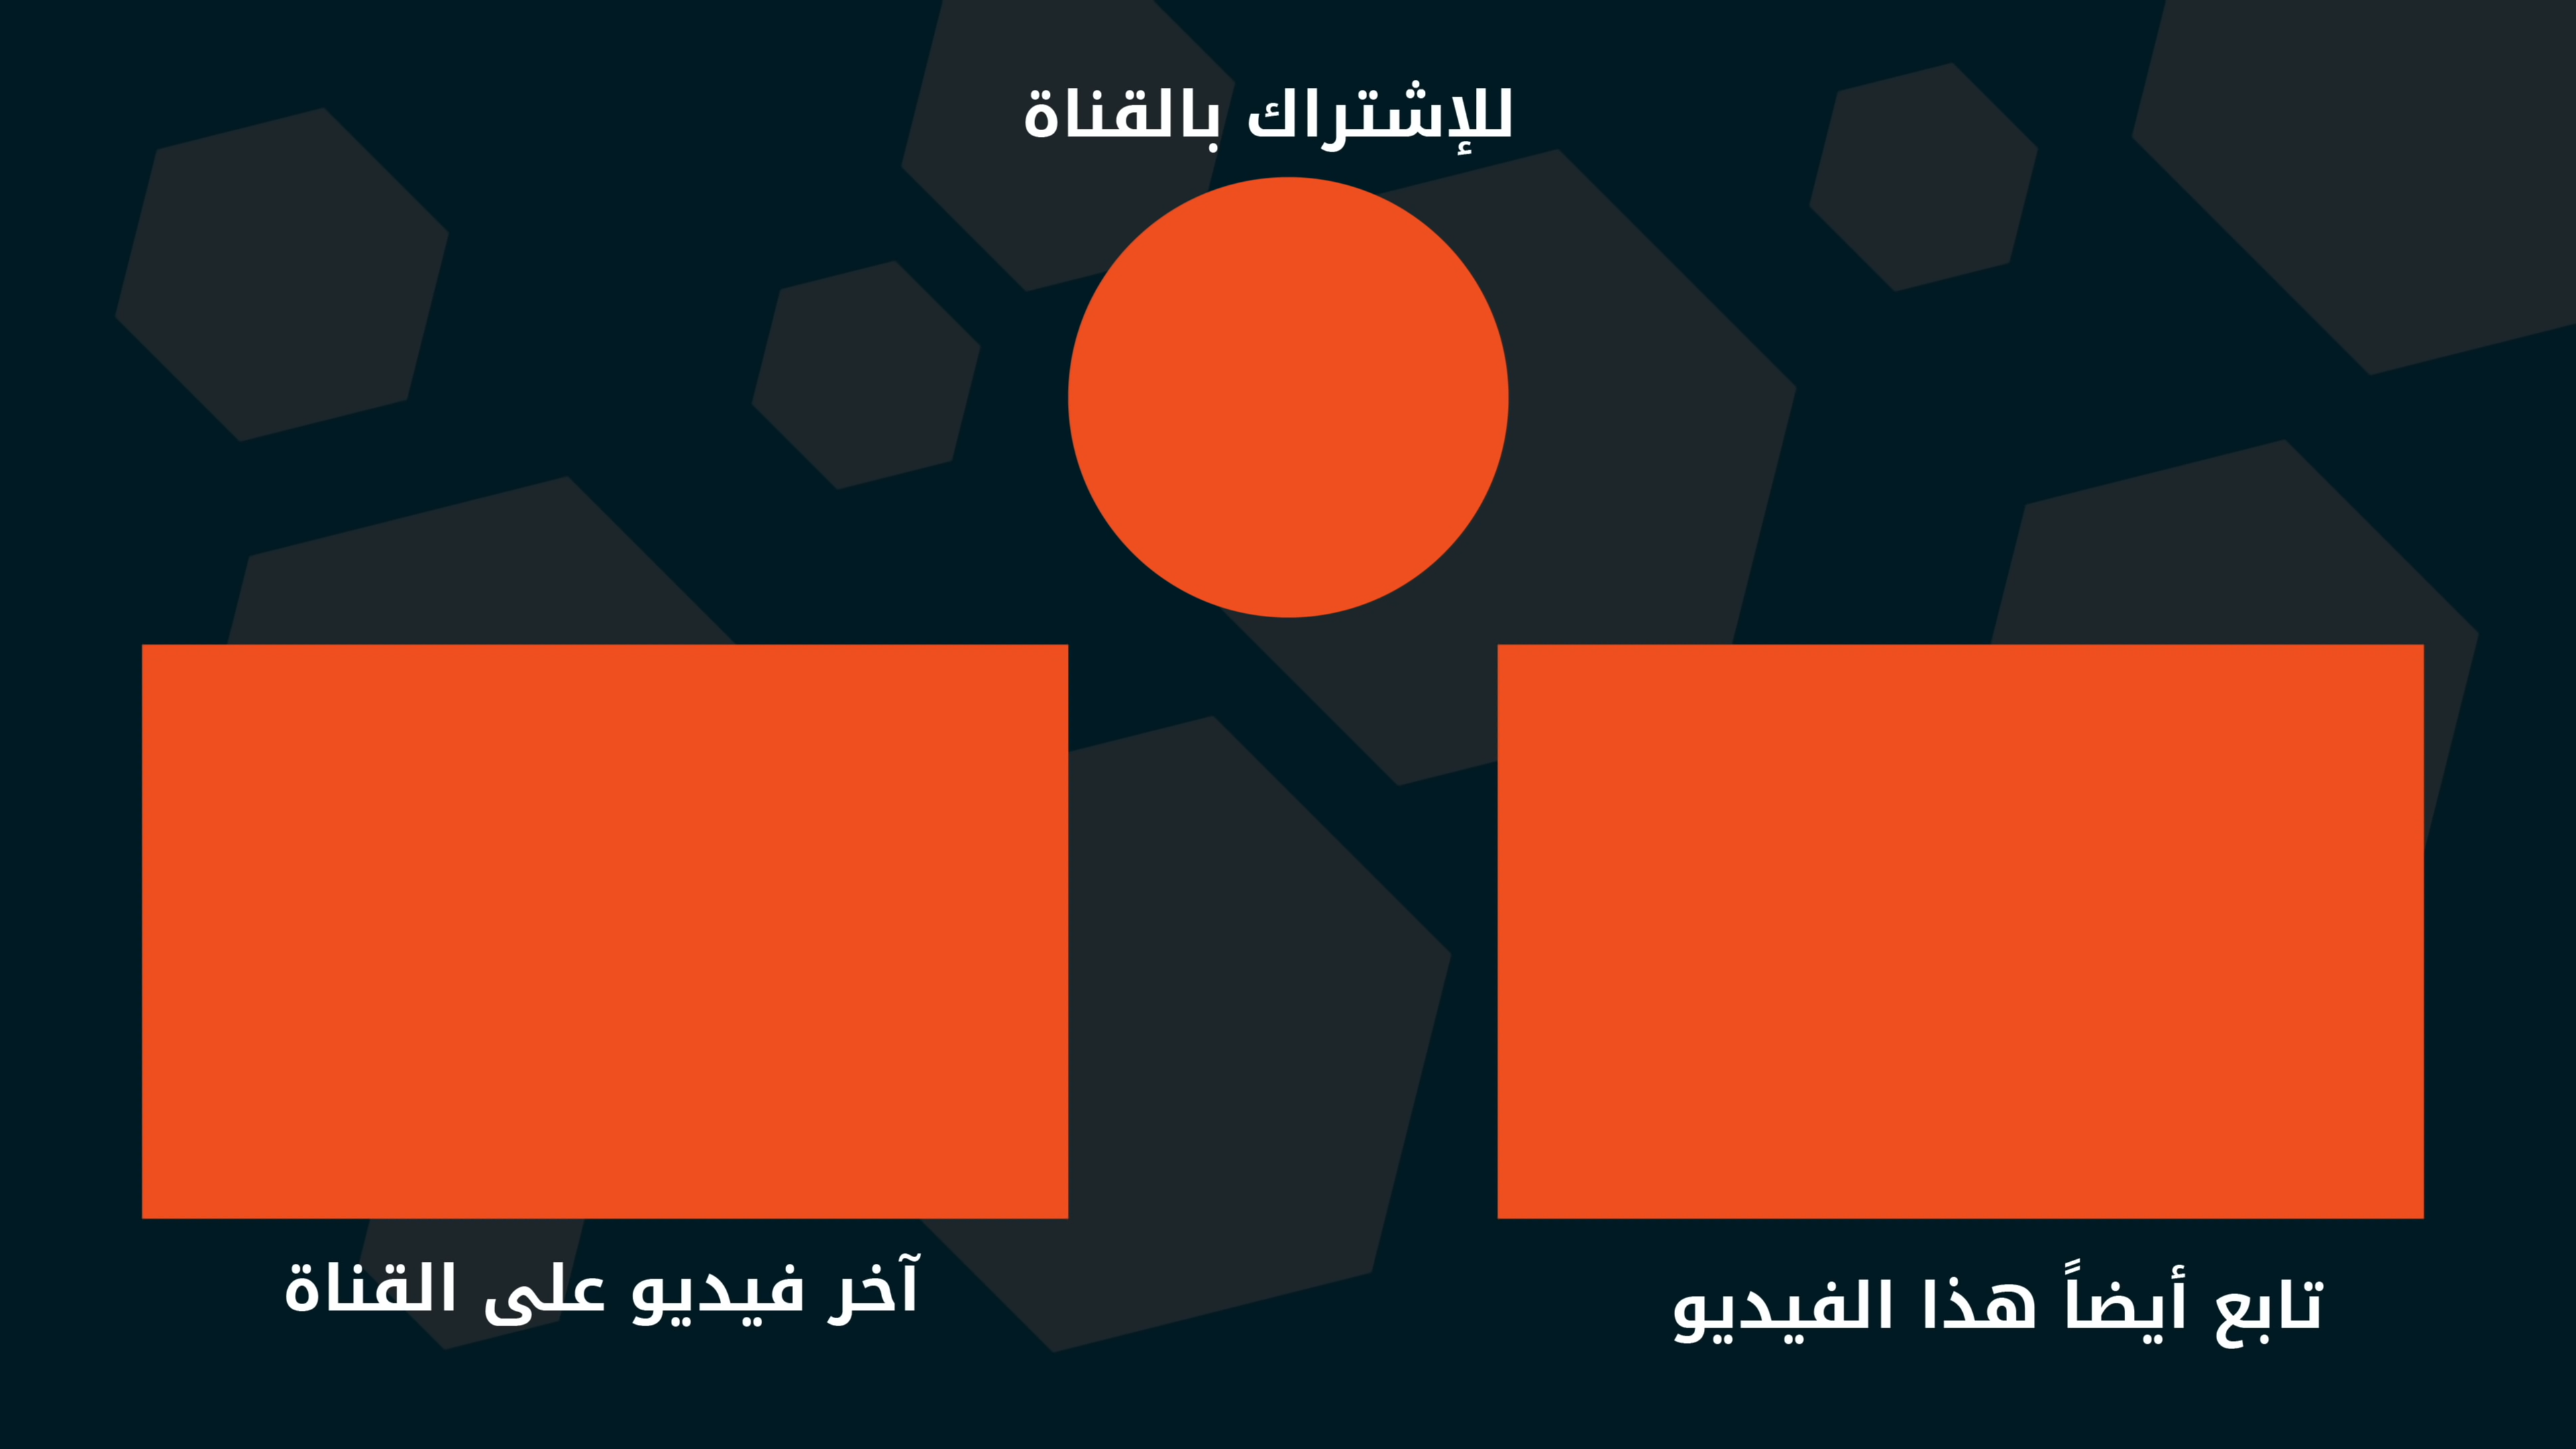 للإشتراك بالقناة
تابع أيضاً هذا الفيديو
آخر فيديو على القناة